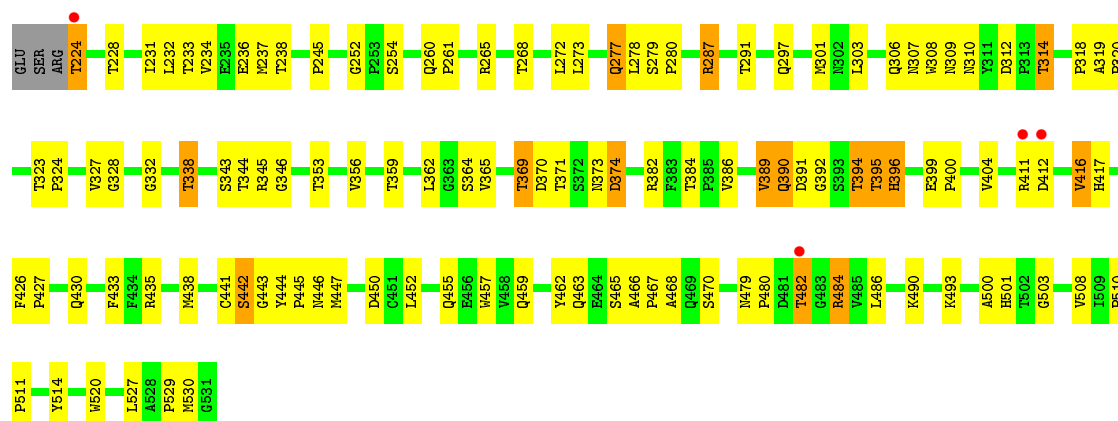 GLU SER ARG T224 T228 I231 L232 T233 V234 E235 E236 M237 T238 P245 G252 P253 S254 Q260 P261 R265 T268 L272 L273 Q277 L278 S279 P280 R287 T291 Q297 M301 N302 L303 Q306 N307 W308 N309 N310 Y311 D312 P313 T314 P318 A319 P320
T323 P324 V327 G328 G332 T338 S343 T344 R345 G346 T353 V356 T359 L362 G363 S364 V365 T369 D370 T371 S372 N373 D374 R382 F383 T384 P385 V386 V389 Q390 D391 G392 S393 T394 T395 H396 E399 P400 V404 R411 D412 V416 H417
F426 P427 Q430 F433 F434 R435 M438 C441 S442 G443 Y444 P445 N446 M447 D450 C451 L452 Q455 E456 W457 V458 Q459 Y462 Q463 E464 S465 A466 P467 A468 Q469 S470 N479 P480 D481 T482 G483 R484 V485 L486 K490 K493 A500 H501 T502 G503 V508 I509 P510
P511 Y514 W520 L527 A528 P529 M530 G531